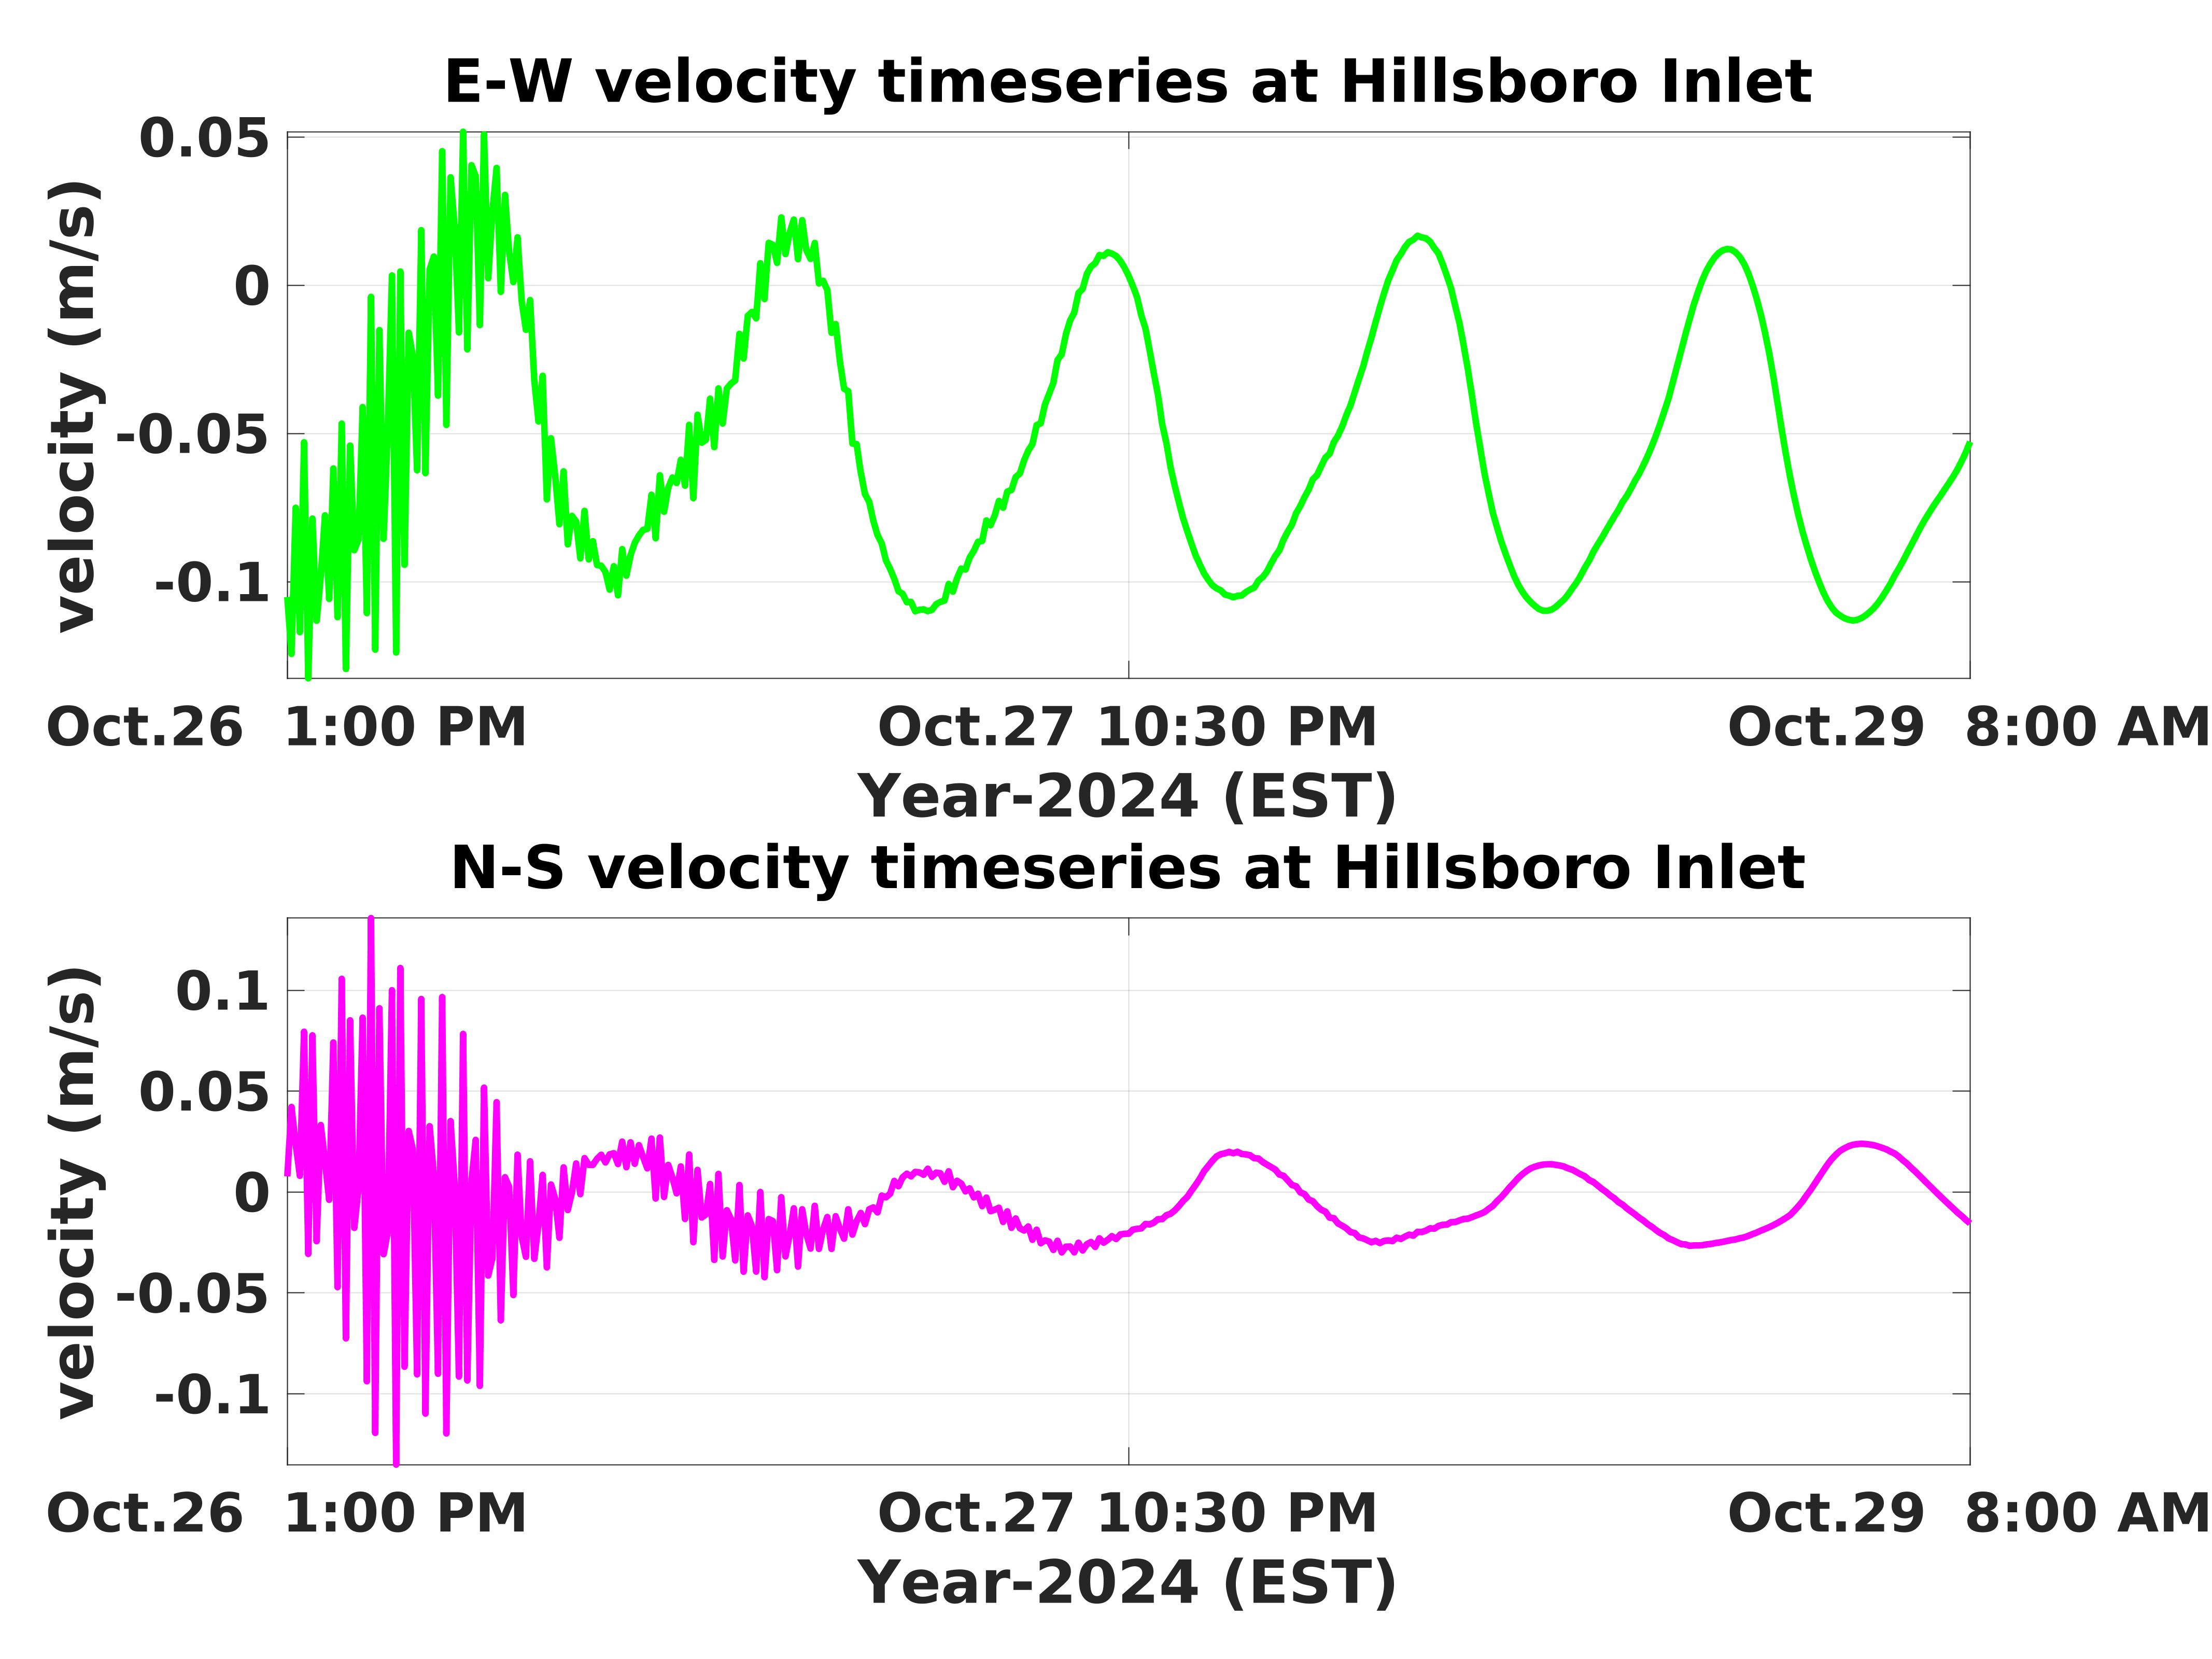 E-W velocity timeseries at Hillsboro Inlet
velocity (m/s)
0.05
0
-0.05
-0.1
Oct.26  1:00 PM
Oct.27 10:30 PM
Oct.29  8:00 AM
Year-2024 (EST)
N-S velocity timeseries at Hillsboro Inlet
velocity (m/s)
0.1
0.05
0
-0.05
-0.1
Oct.26  1:00 PM
Oct.27 10:30 PM
Oct.29  8:00 AM
Year-2024 (EST)